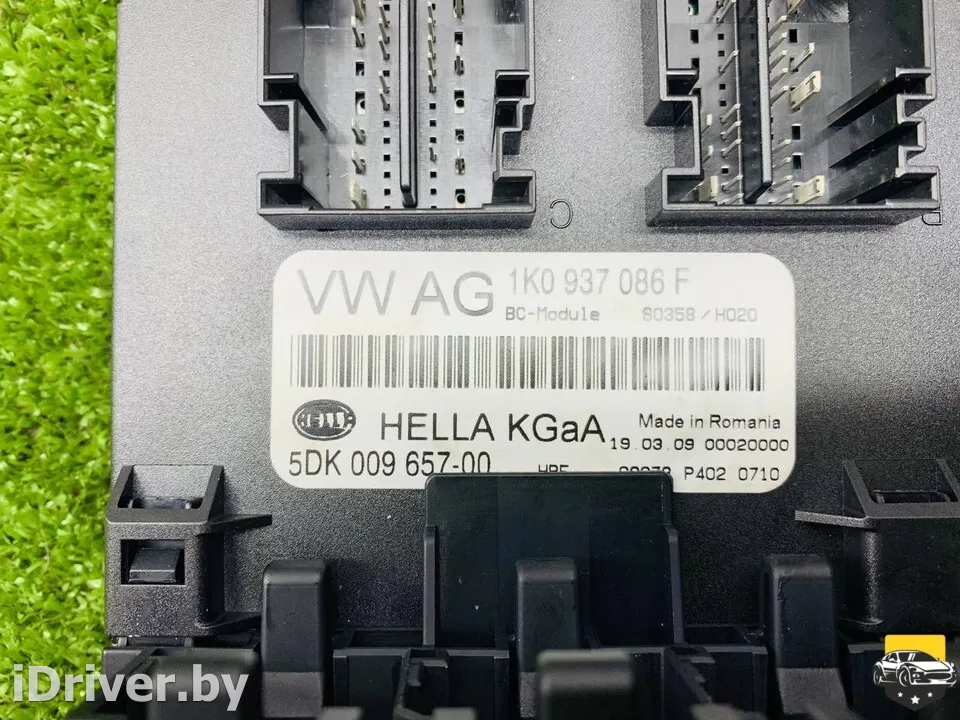 C
B
VW AG 1K0 937 086 F
BC-Module S0358/H020
HELLA KGaA Made in Romania
19.03.09 00020000
5DK 009 657-00 P402 0710
iDriver.by